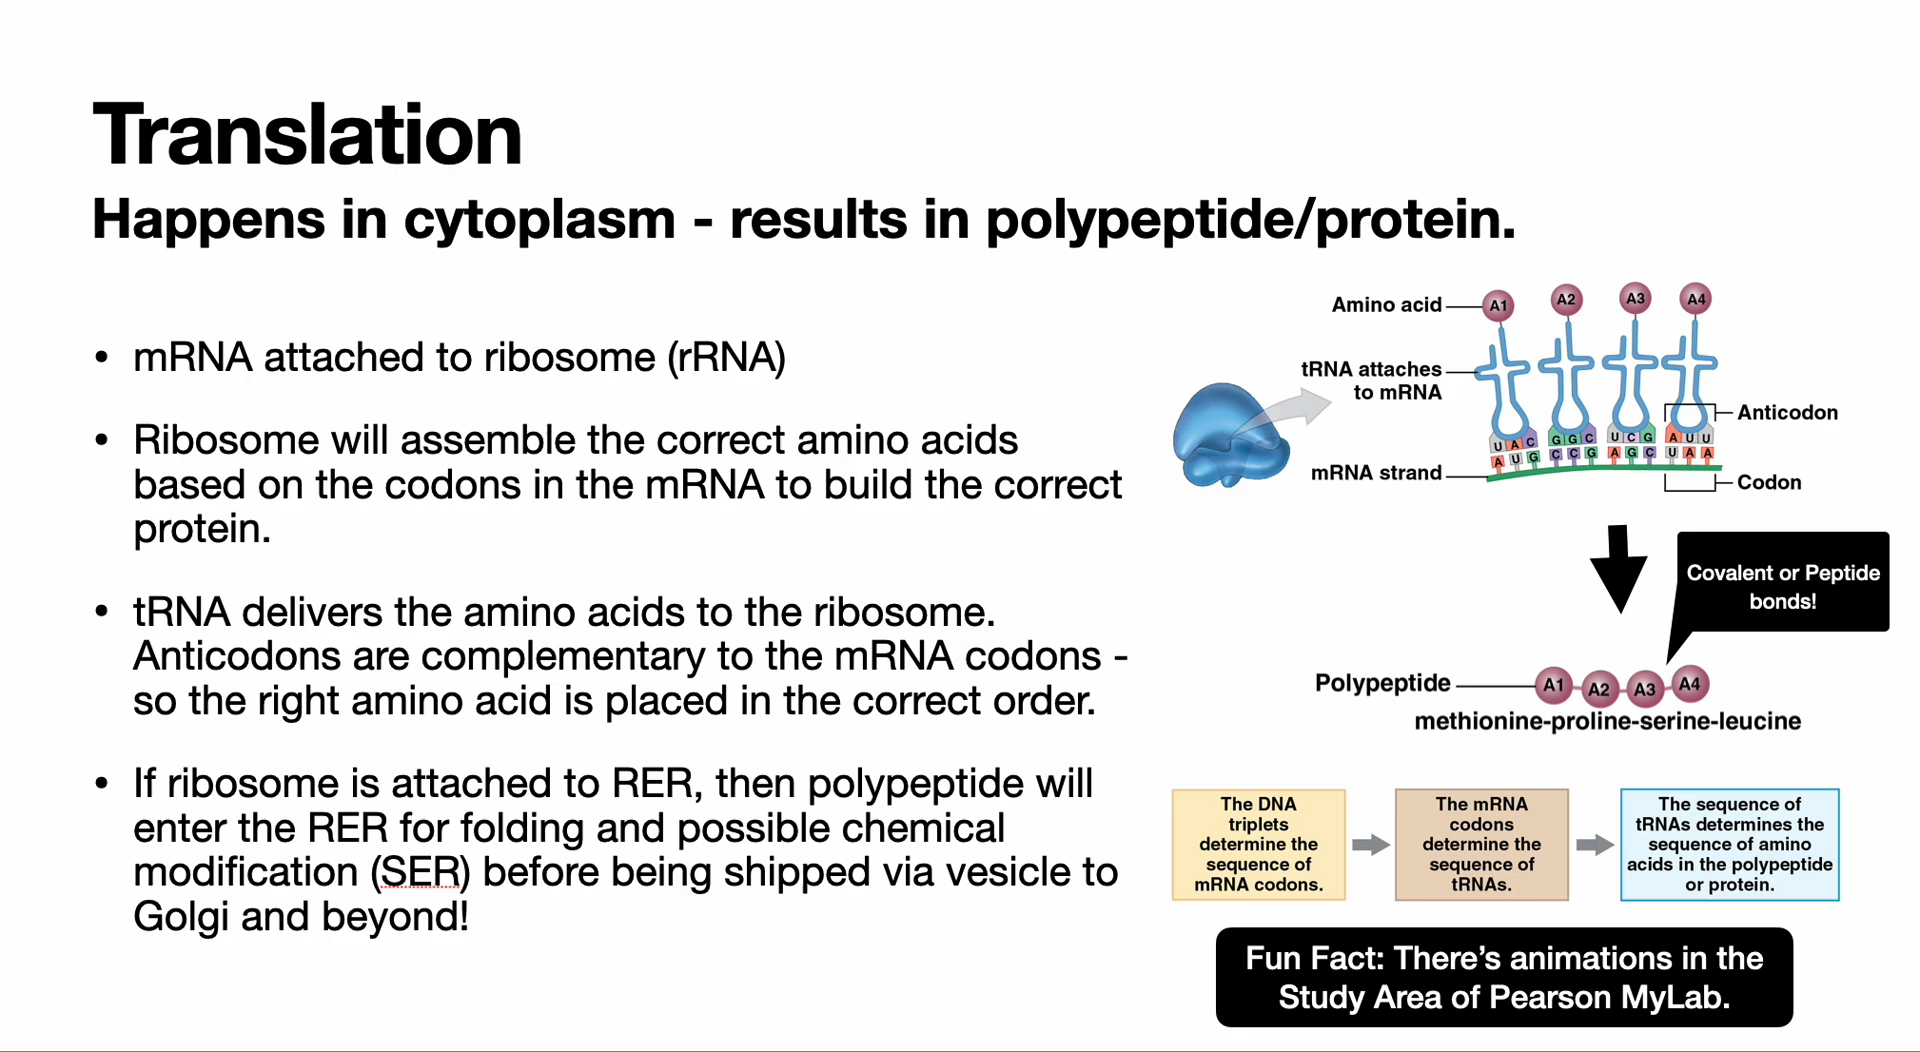 Translation
Happens in cytoplasm - results in polypeptide/protein.
• mRNA attached to ribosome (rRNA)
• Ribosome will assemble the correct amino acids
based on the codons in the mRNA to build the correct
protein.
• tRNA delivers the amino acids to the ribosome.
Anticodons are complementary to the mRNA codons -
so the right amino acid is placed in the correct order.
• If ribosome is attached to RER, then polypeptide will
enter the RER for folding and possible chemical
modification (SER) before being shipped via vesicle to
Golgi and beyond!
Amino acid
A1 A2 A3 A4
tRNA attaches
to mRNA
Anticodon
U A C G G C U C G A U U
A U G C C G A G C U A A
mRNA strand
Codon
Covalent or Peptide
bonds!
Polypeptide
A1 A2 A3 A4
methionine-proline-serine-leucine
The DNA
triplets
determine the
sequence of
mRNA codons.
The mRNA
codons
determine the
sequence of
tRNAs.
The sequence of
tRNAs determines the
sequence of amino
acids in the polypeptide
or protein.
Fun Fact: There’s animations in the
Study Area of Pearson MyLab.